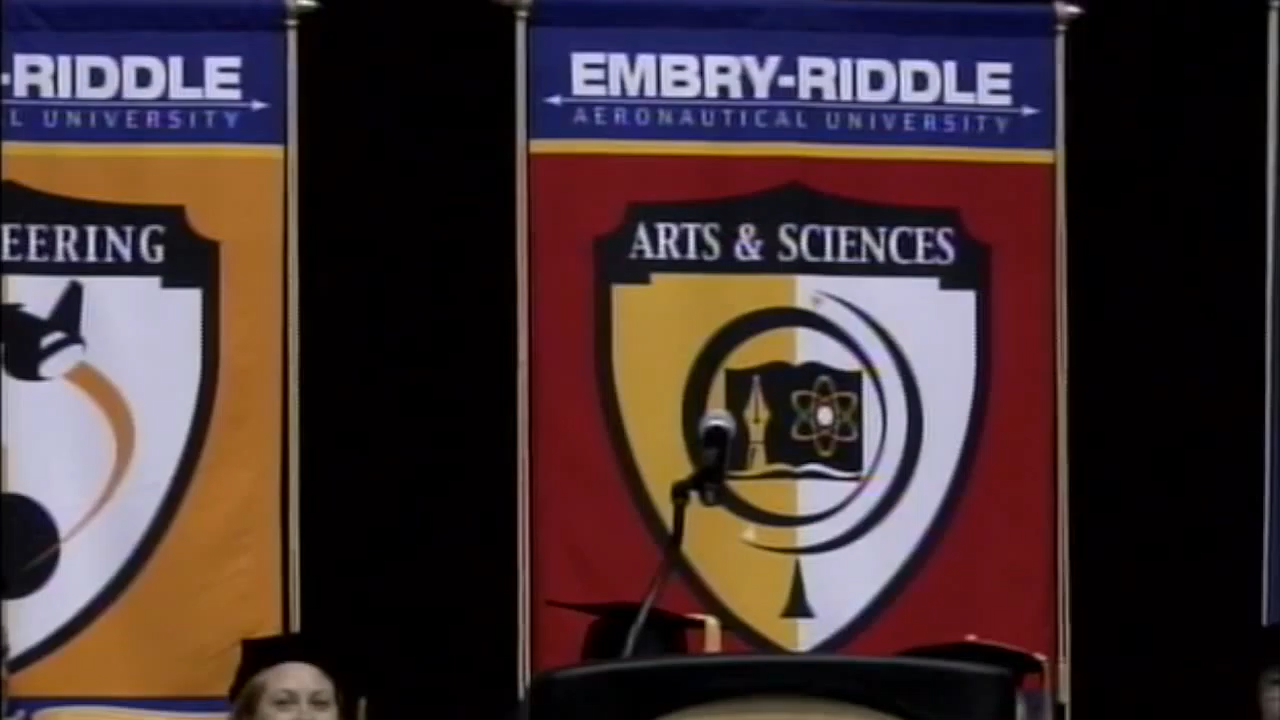 -RIDDLE
L UNIVERSITY
EERING
EMBRY-RIDDLE
AERONAUTICAL UNIVERSITY
ARTS & SCIENCES